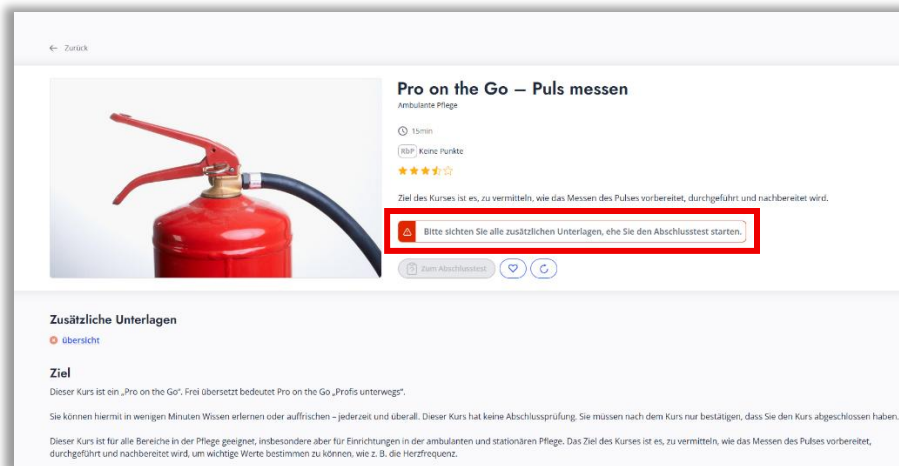 ← Zurück
Pro on the Go – Puls messen
Ambulante Pflege
15min
RbP Keine Punkte
Ziel des Kurses ist es, zu vermitteln, wie das Messen des Pulses vorbereitet, durchgeführt und nachbereitet wird.
Bitte sichten Sie alle zusätzlichen Unterlagen, ehe Sie den Abschlusstest starten.
Zum Abschlusstest
Zusätzliche Unterlagen
übersicht
Ziel
Dieser Kurs ist ein „Pro on the Go“. Frei übersetzt bedeutet Pro on the Go „Profis unterwegs“.
Sie können hiermit in wenigen Minuten Wissen erlernen oder auffrischen – jederzeit und überall. Dieser Kurs hat keine Abschlussprüfung. Sie müssen nach dem Kurs nur bestätigen, dass Sie den Kurs abgeschlossen haben.
Dieser Kurs ist für alle Bereiche in der Pflege geeignet, insbesondere aber für Einrichtungen in der ambulanten und stationären Pflege. Das Ziel des Kurses ist es, zu vermitteln, wie das Messen des Pulses vorbereitet,
durchgeführt und nachbereitet wird, um wichtige Werte bestimmen zu können, wie z. B. die Herzfrequenz.